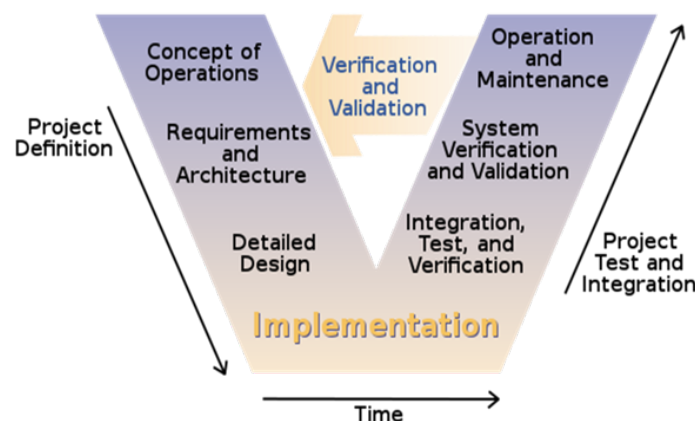 Concept of
Operations
Verification
and
Validation
Operation
and
Maintenance
Project
Definition
Requirements
and
Architecture
System
Verification
and Validation
Detailed
Design
Integration,
Test, and
Verification
Project
Test and
Integration
Implementation
Time